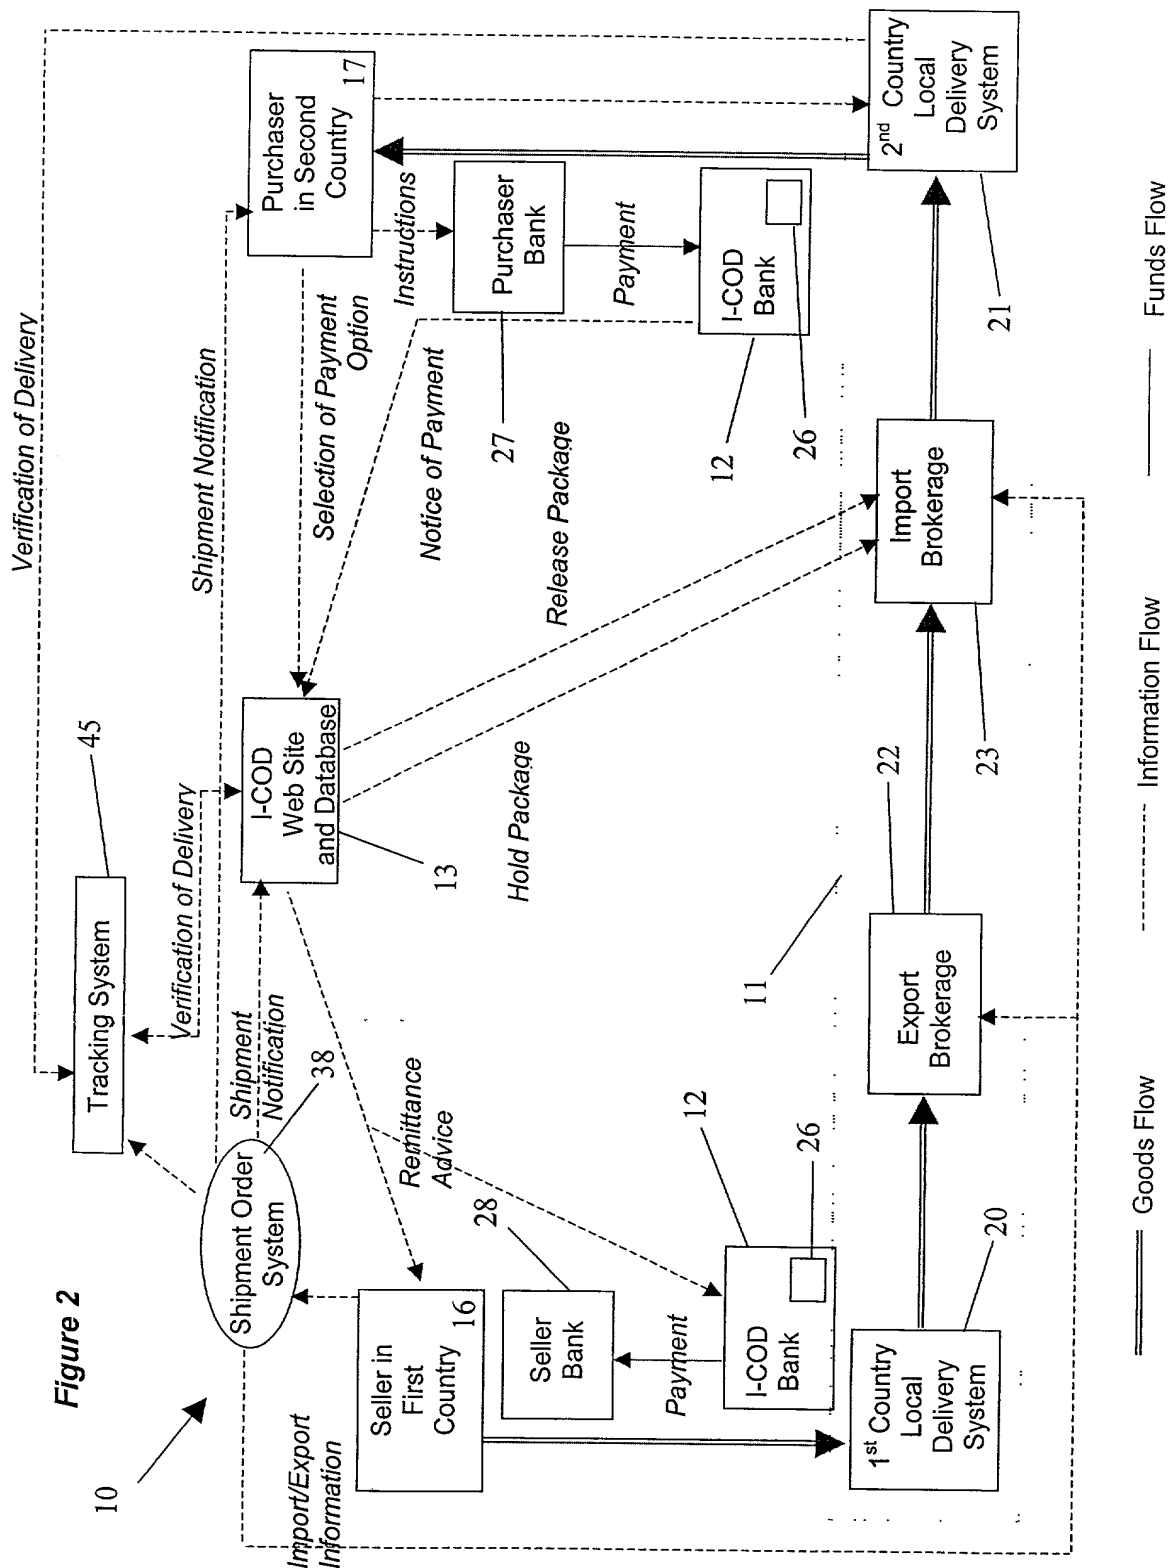 Figure 2
10
Tracking System
45
Verification of Delivery
Verification of Delivery
Shipment Notification
Shipment Order
System
38
Shipment
Notification
I-COD
Web Site
and Database
13
Purchaser
in Second
Country
17
Selection of Payment
Option
Instructions
Import/Export
Information
Seller in
First
Country
16
Remittance
Advice
Notice of Payment
Purchaser
Bank
27
Payment
Seller
Bank
28
Payment
I-COD
Bank
12
26
Hold Package
Release Package
I-COD
Bank
12
26
11
1st Country
Local
Delivery
System
20
Export
Brokerage
22
Import
Brokerage
23
2nd Country
Local
Delivery
System
21
Goods Flow
Information Flow
Funds Flow